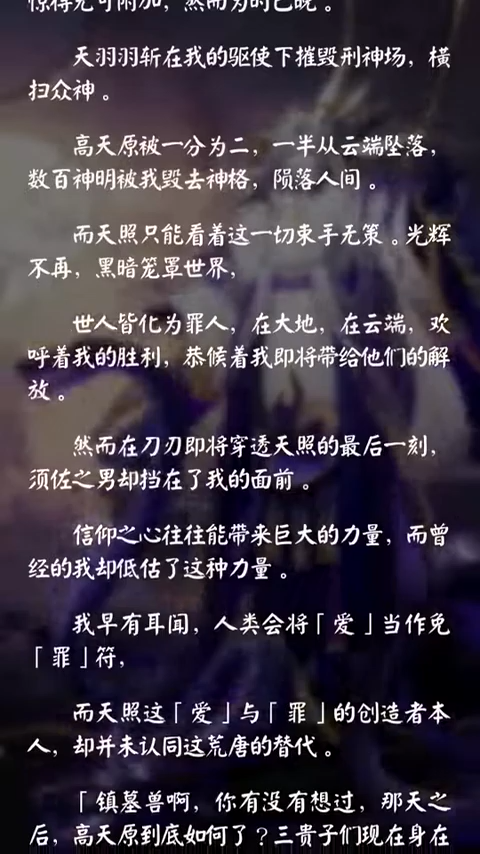 惊得无可附加，然而为时已晚。
天羽羽斩在我的驱使下摧毁刑神场，横
扫众神。
高天原被一分为二，一半从云端坠落，
数百神明被我毁去神格，陨落人间。
而天照只能看着这一切束手无策。光辉
不再，黑暗笼罩世界，
世人皆化为罪人，在大地，在云端，欢
呼着我的胜利，恭候着我即将带给他们的解
放。
然而在刀刃即将穿透天照的最后一刻，
须佐之男却挡在了我的面前。
信仰之心往往能带来巨大的力量，而曾
经的我却低估了这种力量。
我早有耳闻，人类会将「爱」当作免
「罪」符，
而天照这「爱」与「罪」的创造者本
人，却并未认同这荒唐的替代。
「镇墓兽啊，你有没有想过，那天之
后，高天原到底如何了？三贵子们现在身在